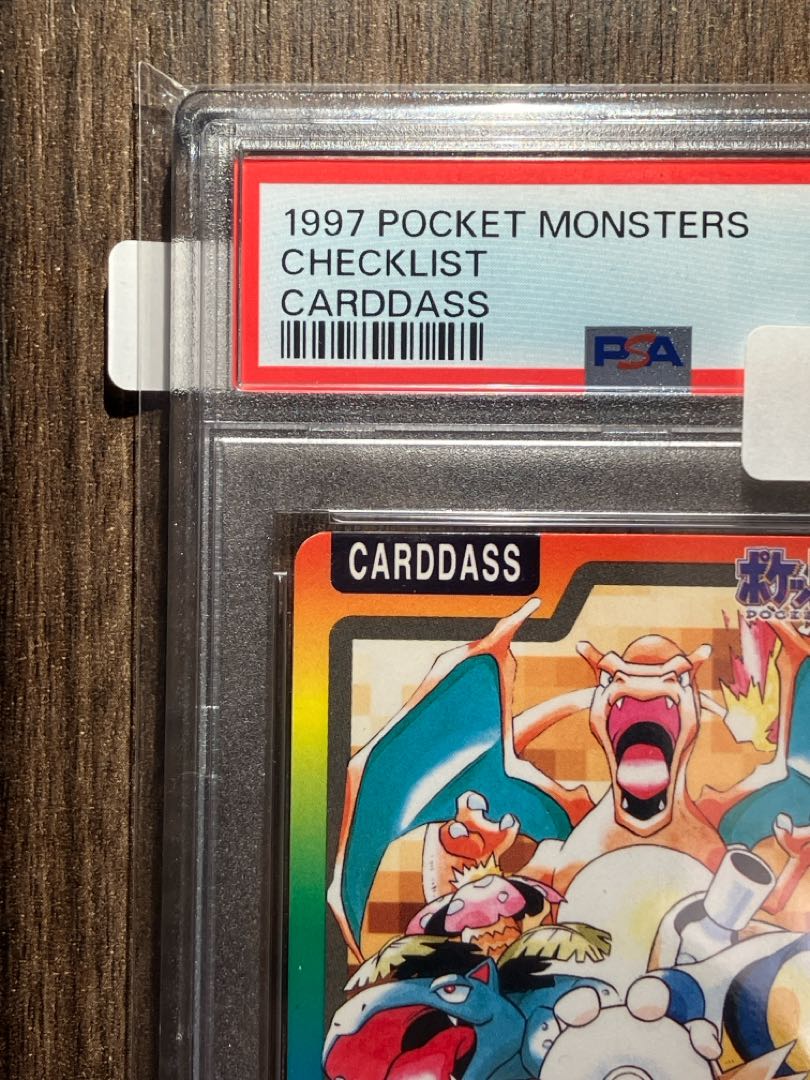 1997 POCKET MONSTERS
CHECKLIST
CARDDASS
PSA
CARDDASS
ポケッ